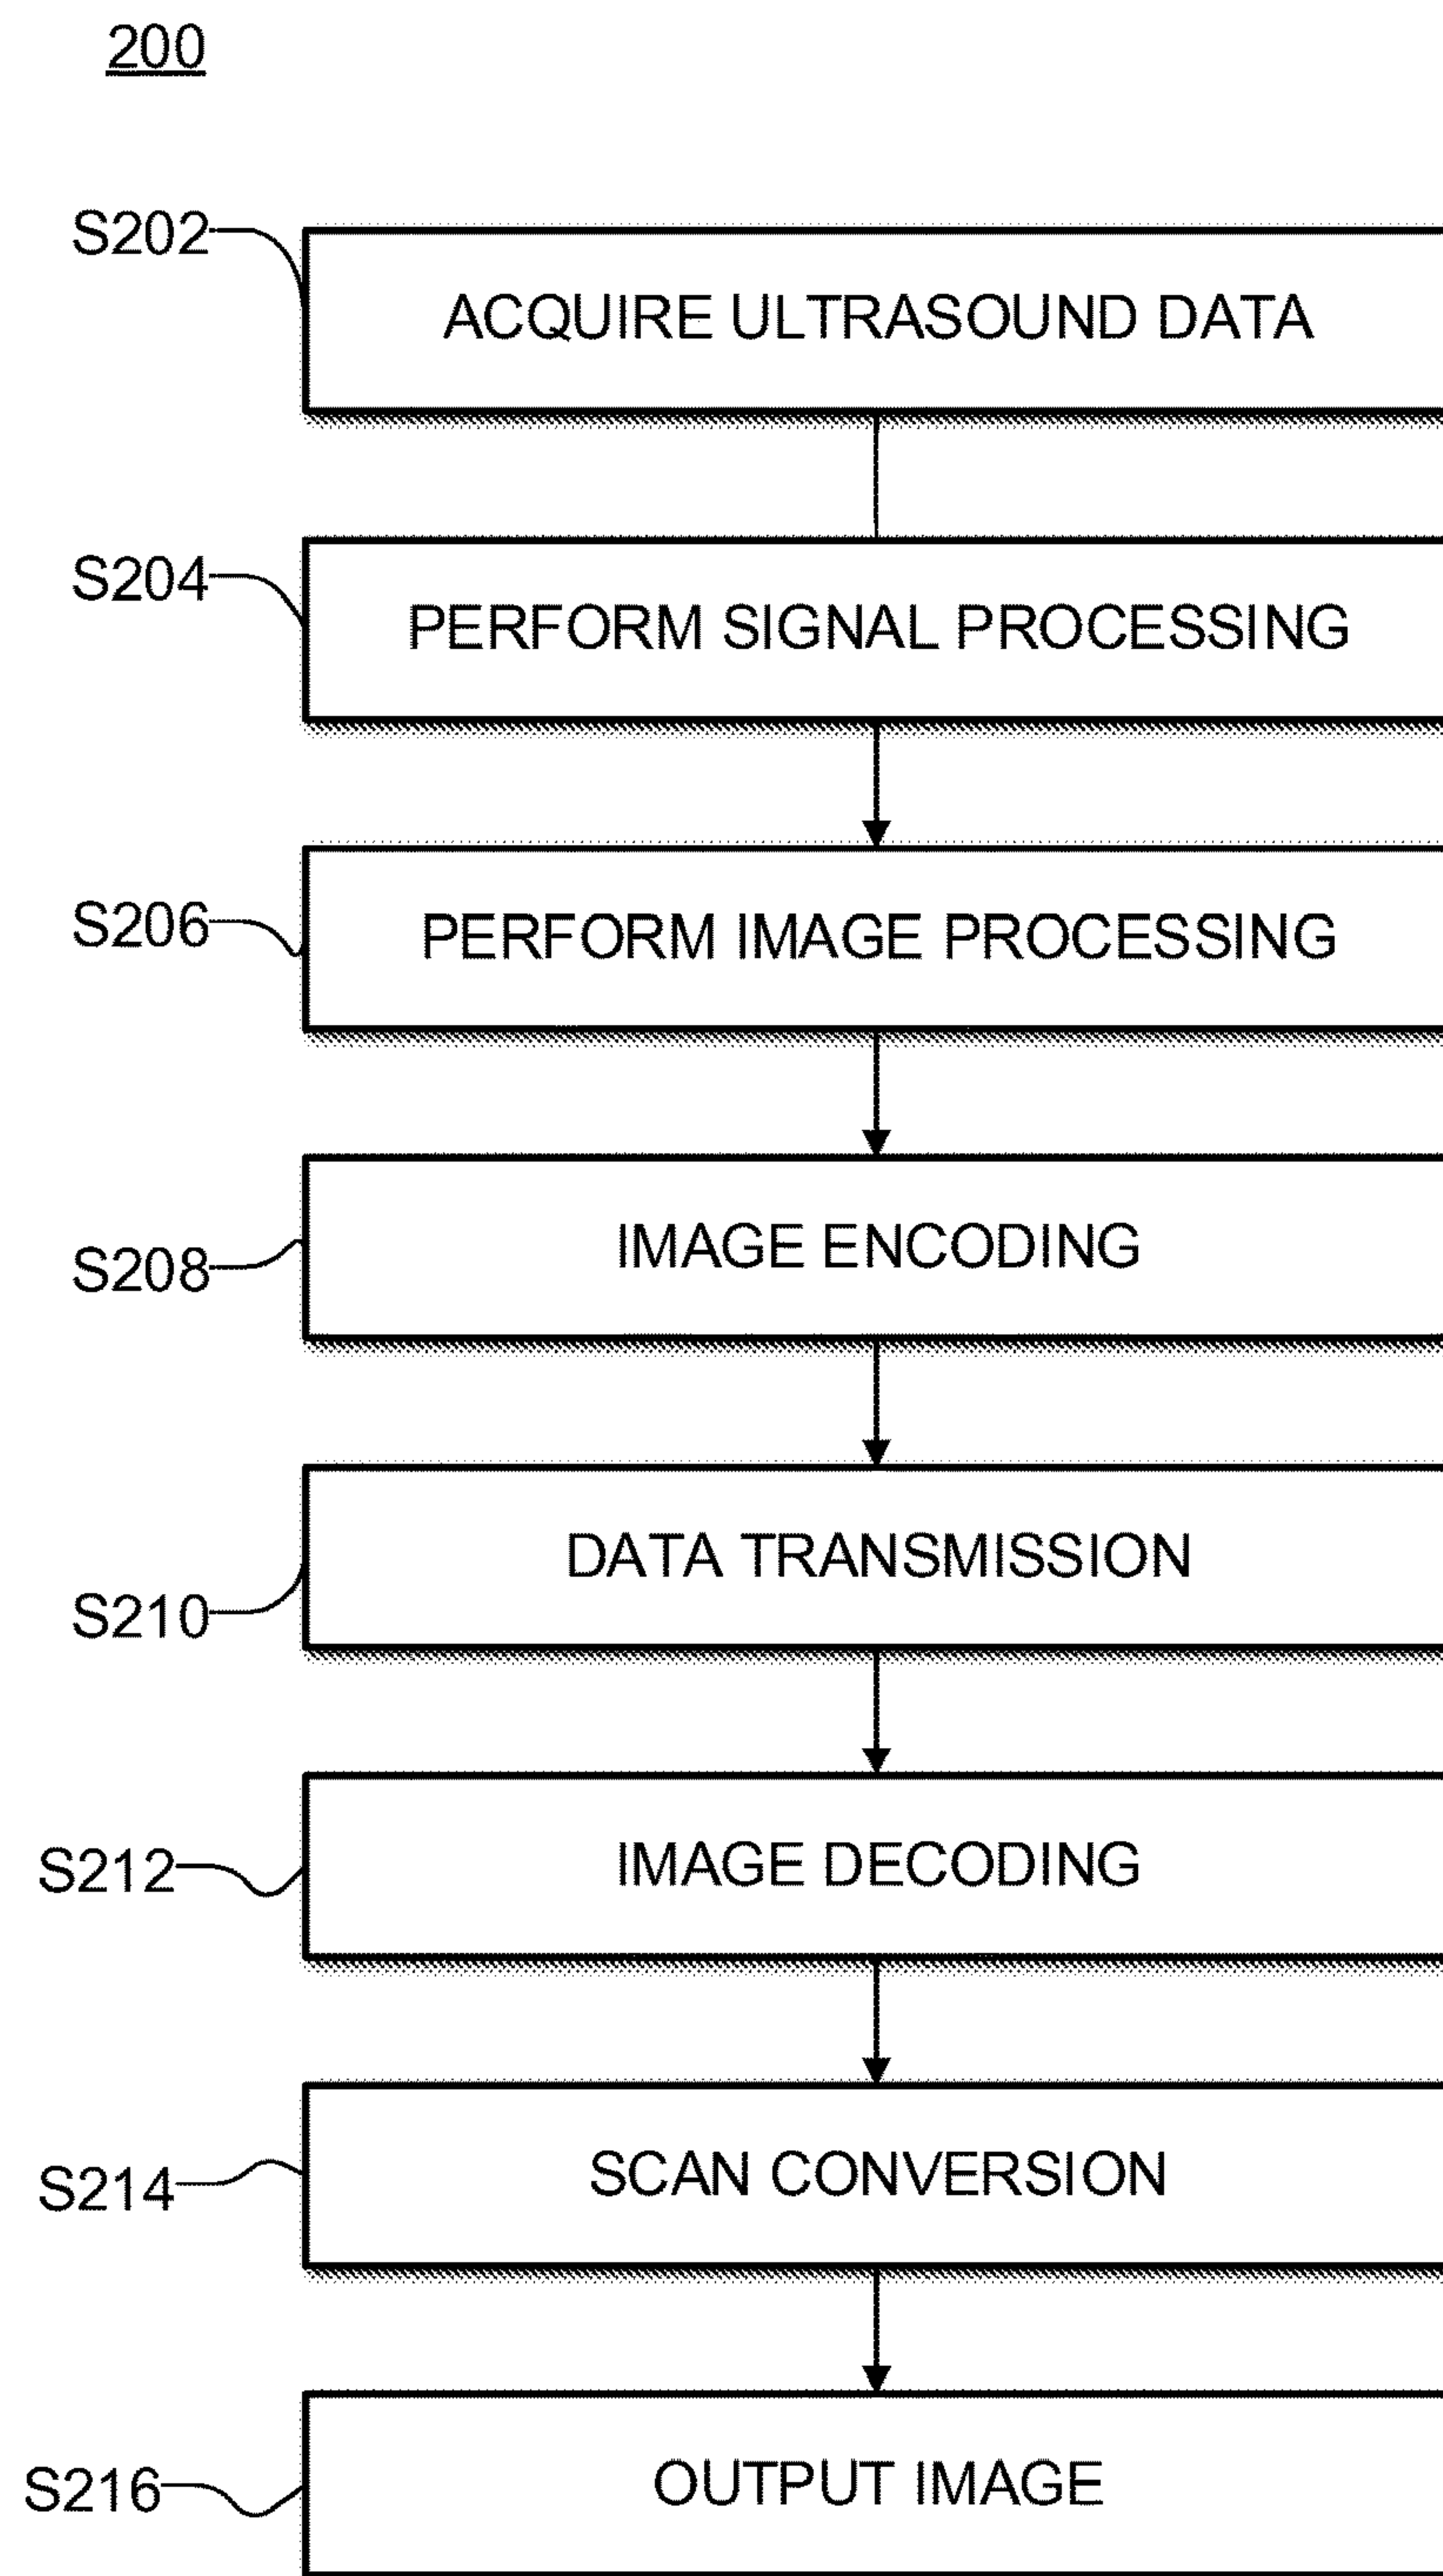 200
S202
ACQUIRE ULTRASOUND DATA
S204
PERFORM SIGNAL PROCESSING
S206
PERFORM IMAGE PROCESSING
S208
IMAGE ENCODING
S210
DATA TRANSMISSION
S212
IMAGE DECODING
S214
SCAN CONVERSION
S216
OUTPUT IMAGE